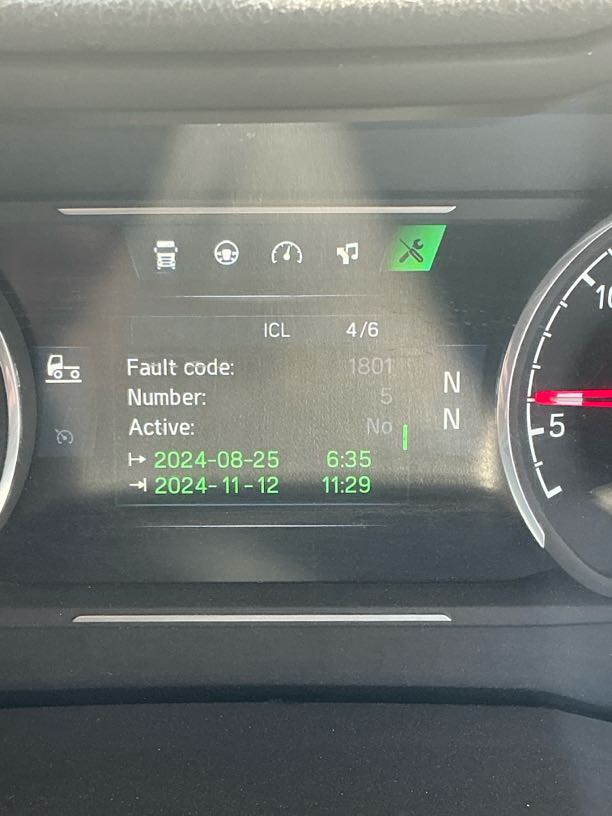 ICL 4/6
Fault code: 1801
Number: 5
Active: No
2024-08-25 6:35
2024-11-12 11:29
N
N
10
5